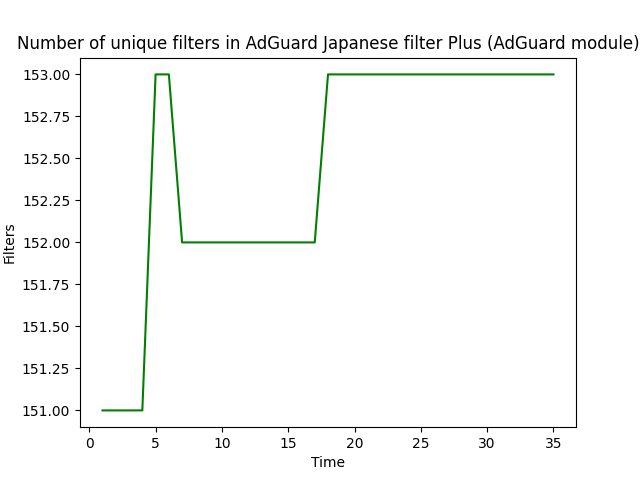 Number of unique filters in AdGuard Japanese filter Plus (AdGuard module)
153.00
152.75
152.50
152.25
152.00
151.75
151.50
151.25
151.00
Filters
0 5 10 15 20 25 30 35
Time